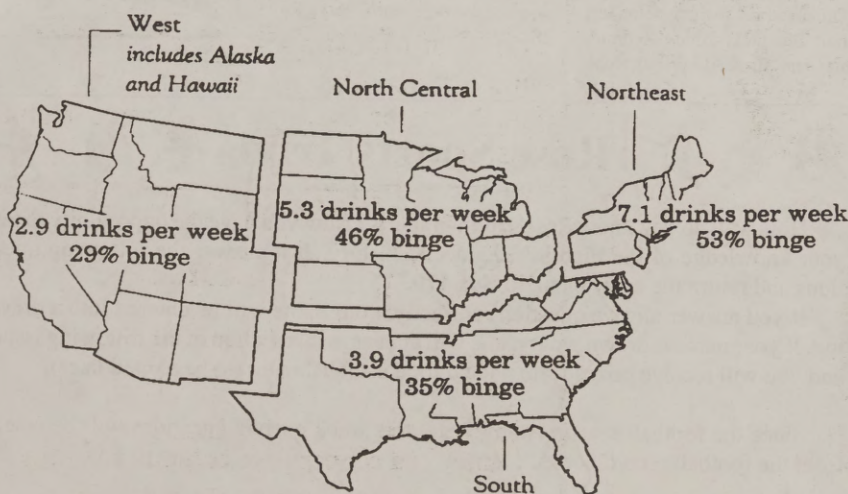 West
includes Alaska
and Hawaii
North Central
Northeast
2.9 drinks per week
29% binge
5.3 drinks per week
46% binge
7.1 drinks per week
53% binge
3.9 drinks per week
35% binge
South